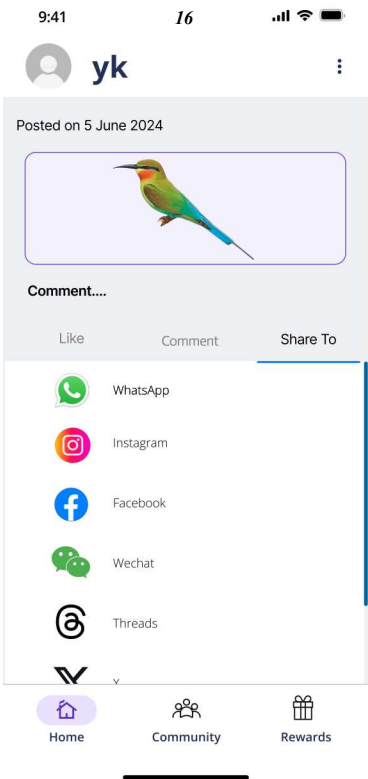 9:41
16
yk
Posted on 5 June 2024
Comment....
Like Comment Share To
WhatsApp
Instagram
Facebook
Wechat
Threads
Home Community Rewards